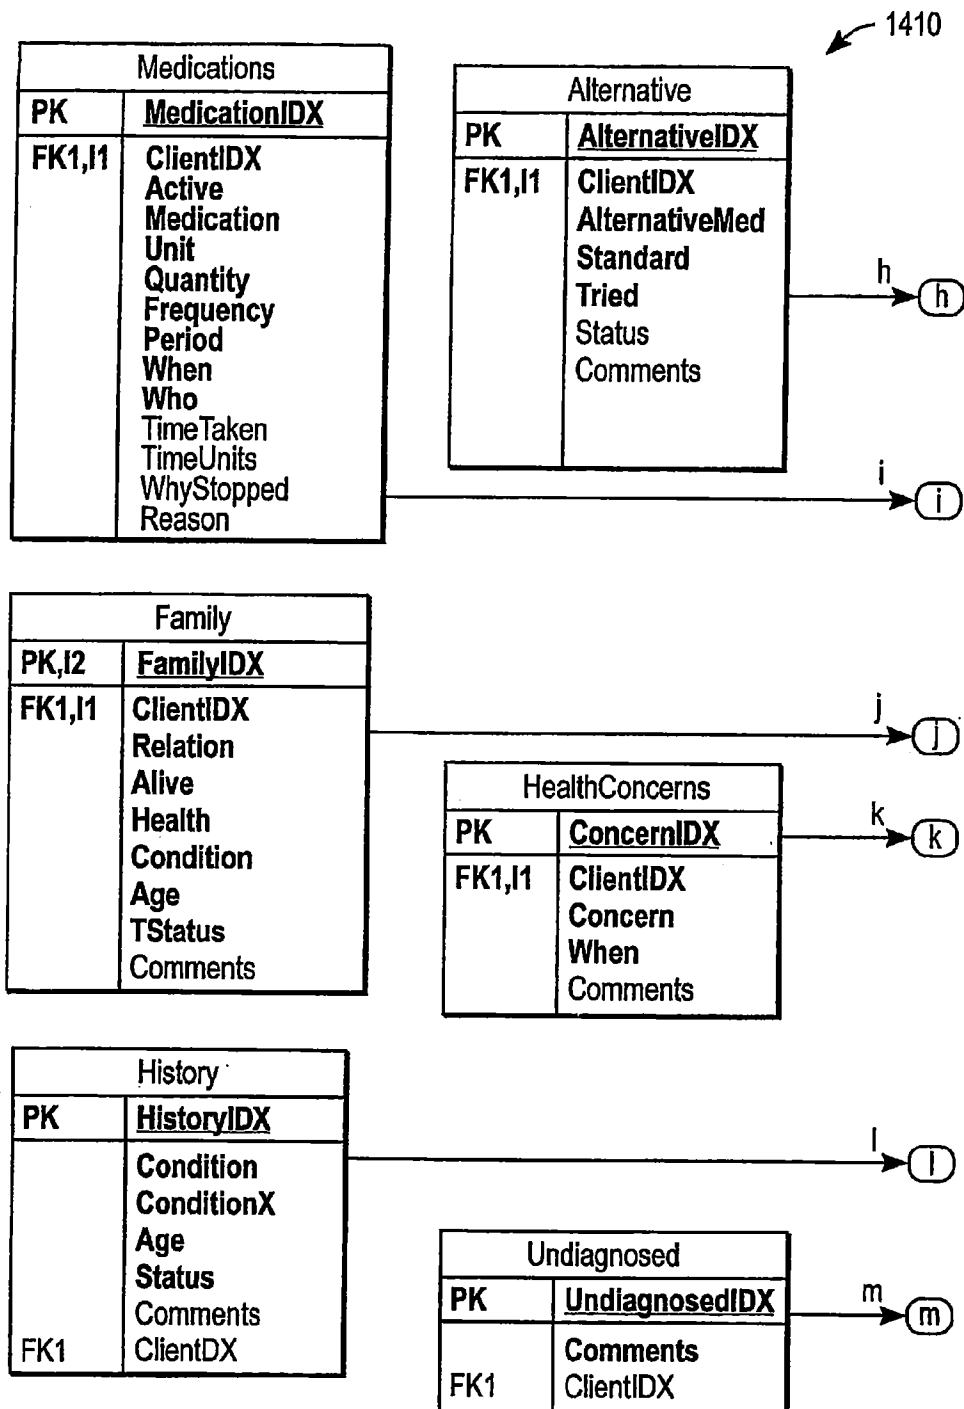 1410
Medications
PK MedicationIDX
FK1,I1 ClientIDX
Active
Medication
Unit
Quantity
Frequency
Period
When
Who
TimeTaken
TimeUnits
WhyStopped
Reason
Alternative
PK AlternativeIDX
FK1,I1 ClientIDX
AlternativeMed
Standard
Tried
Status
Comments
h h
i i
Family
PK,I2 FamilyIDX
FK1,I1 ClientIDX
Relation
Alive
Health
Condition
Age
TStatus
Comments
j j
HealthConcerns
PK ConcernIDX
FK1,I1 ClientIDX
Concern
When
Comments
k k
History
PK HistoryIDX
Condition
ConditionX
Age
Status
Comments
FK1 ClientDX
l l
Undiagnosed
PK UndiagnosedIDX
Comments
FK1 ClientIDX
m m